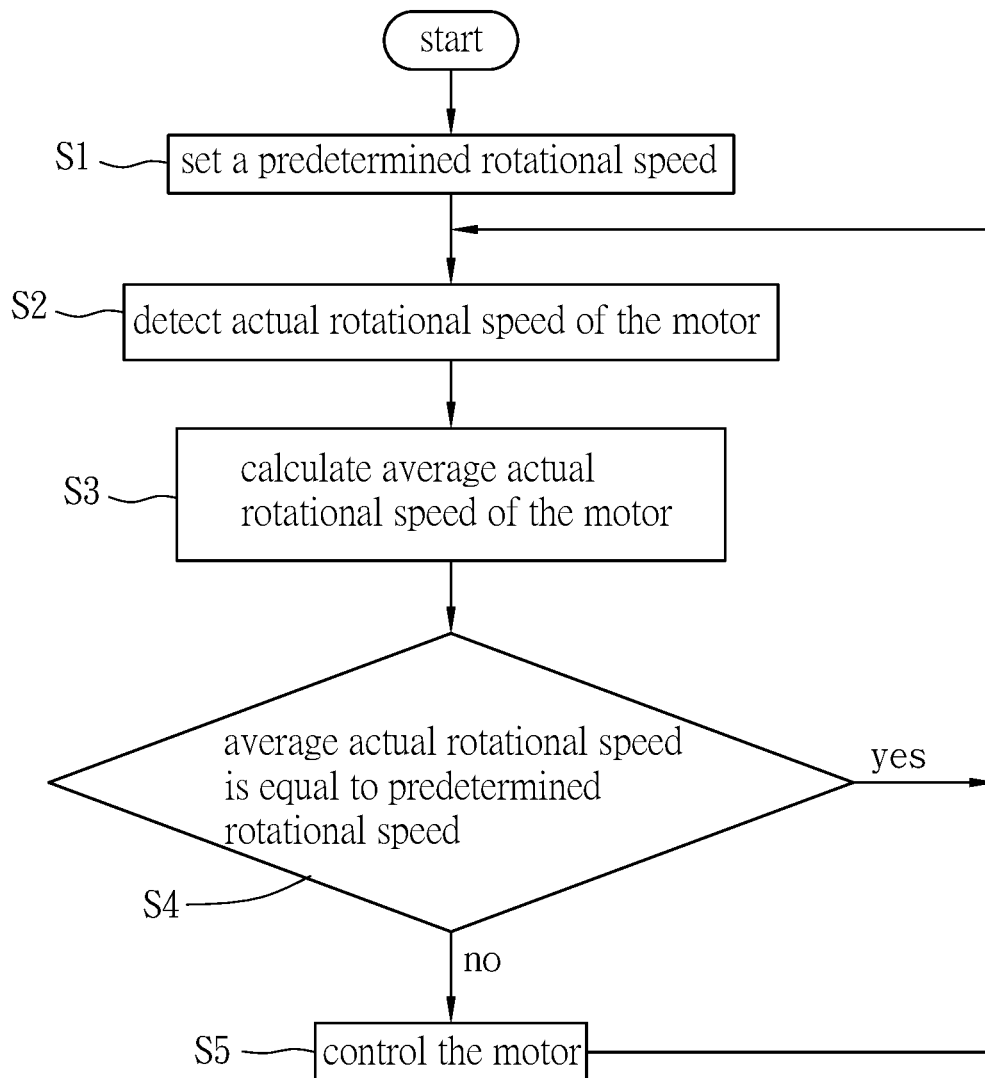 start
S1
set a predetermined rotational speed
S2
detect actual rotational speed of the motor
S3
calculate average actual
rotational speed of the motor
average actual rotational speed
is equal to predetermined
rotational speed
yes
S4
no
S5
control the motor